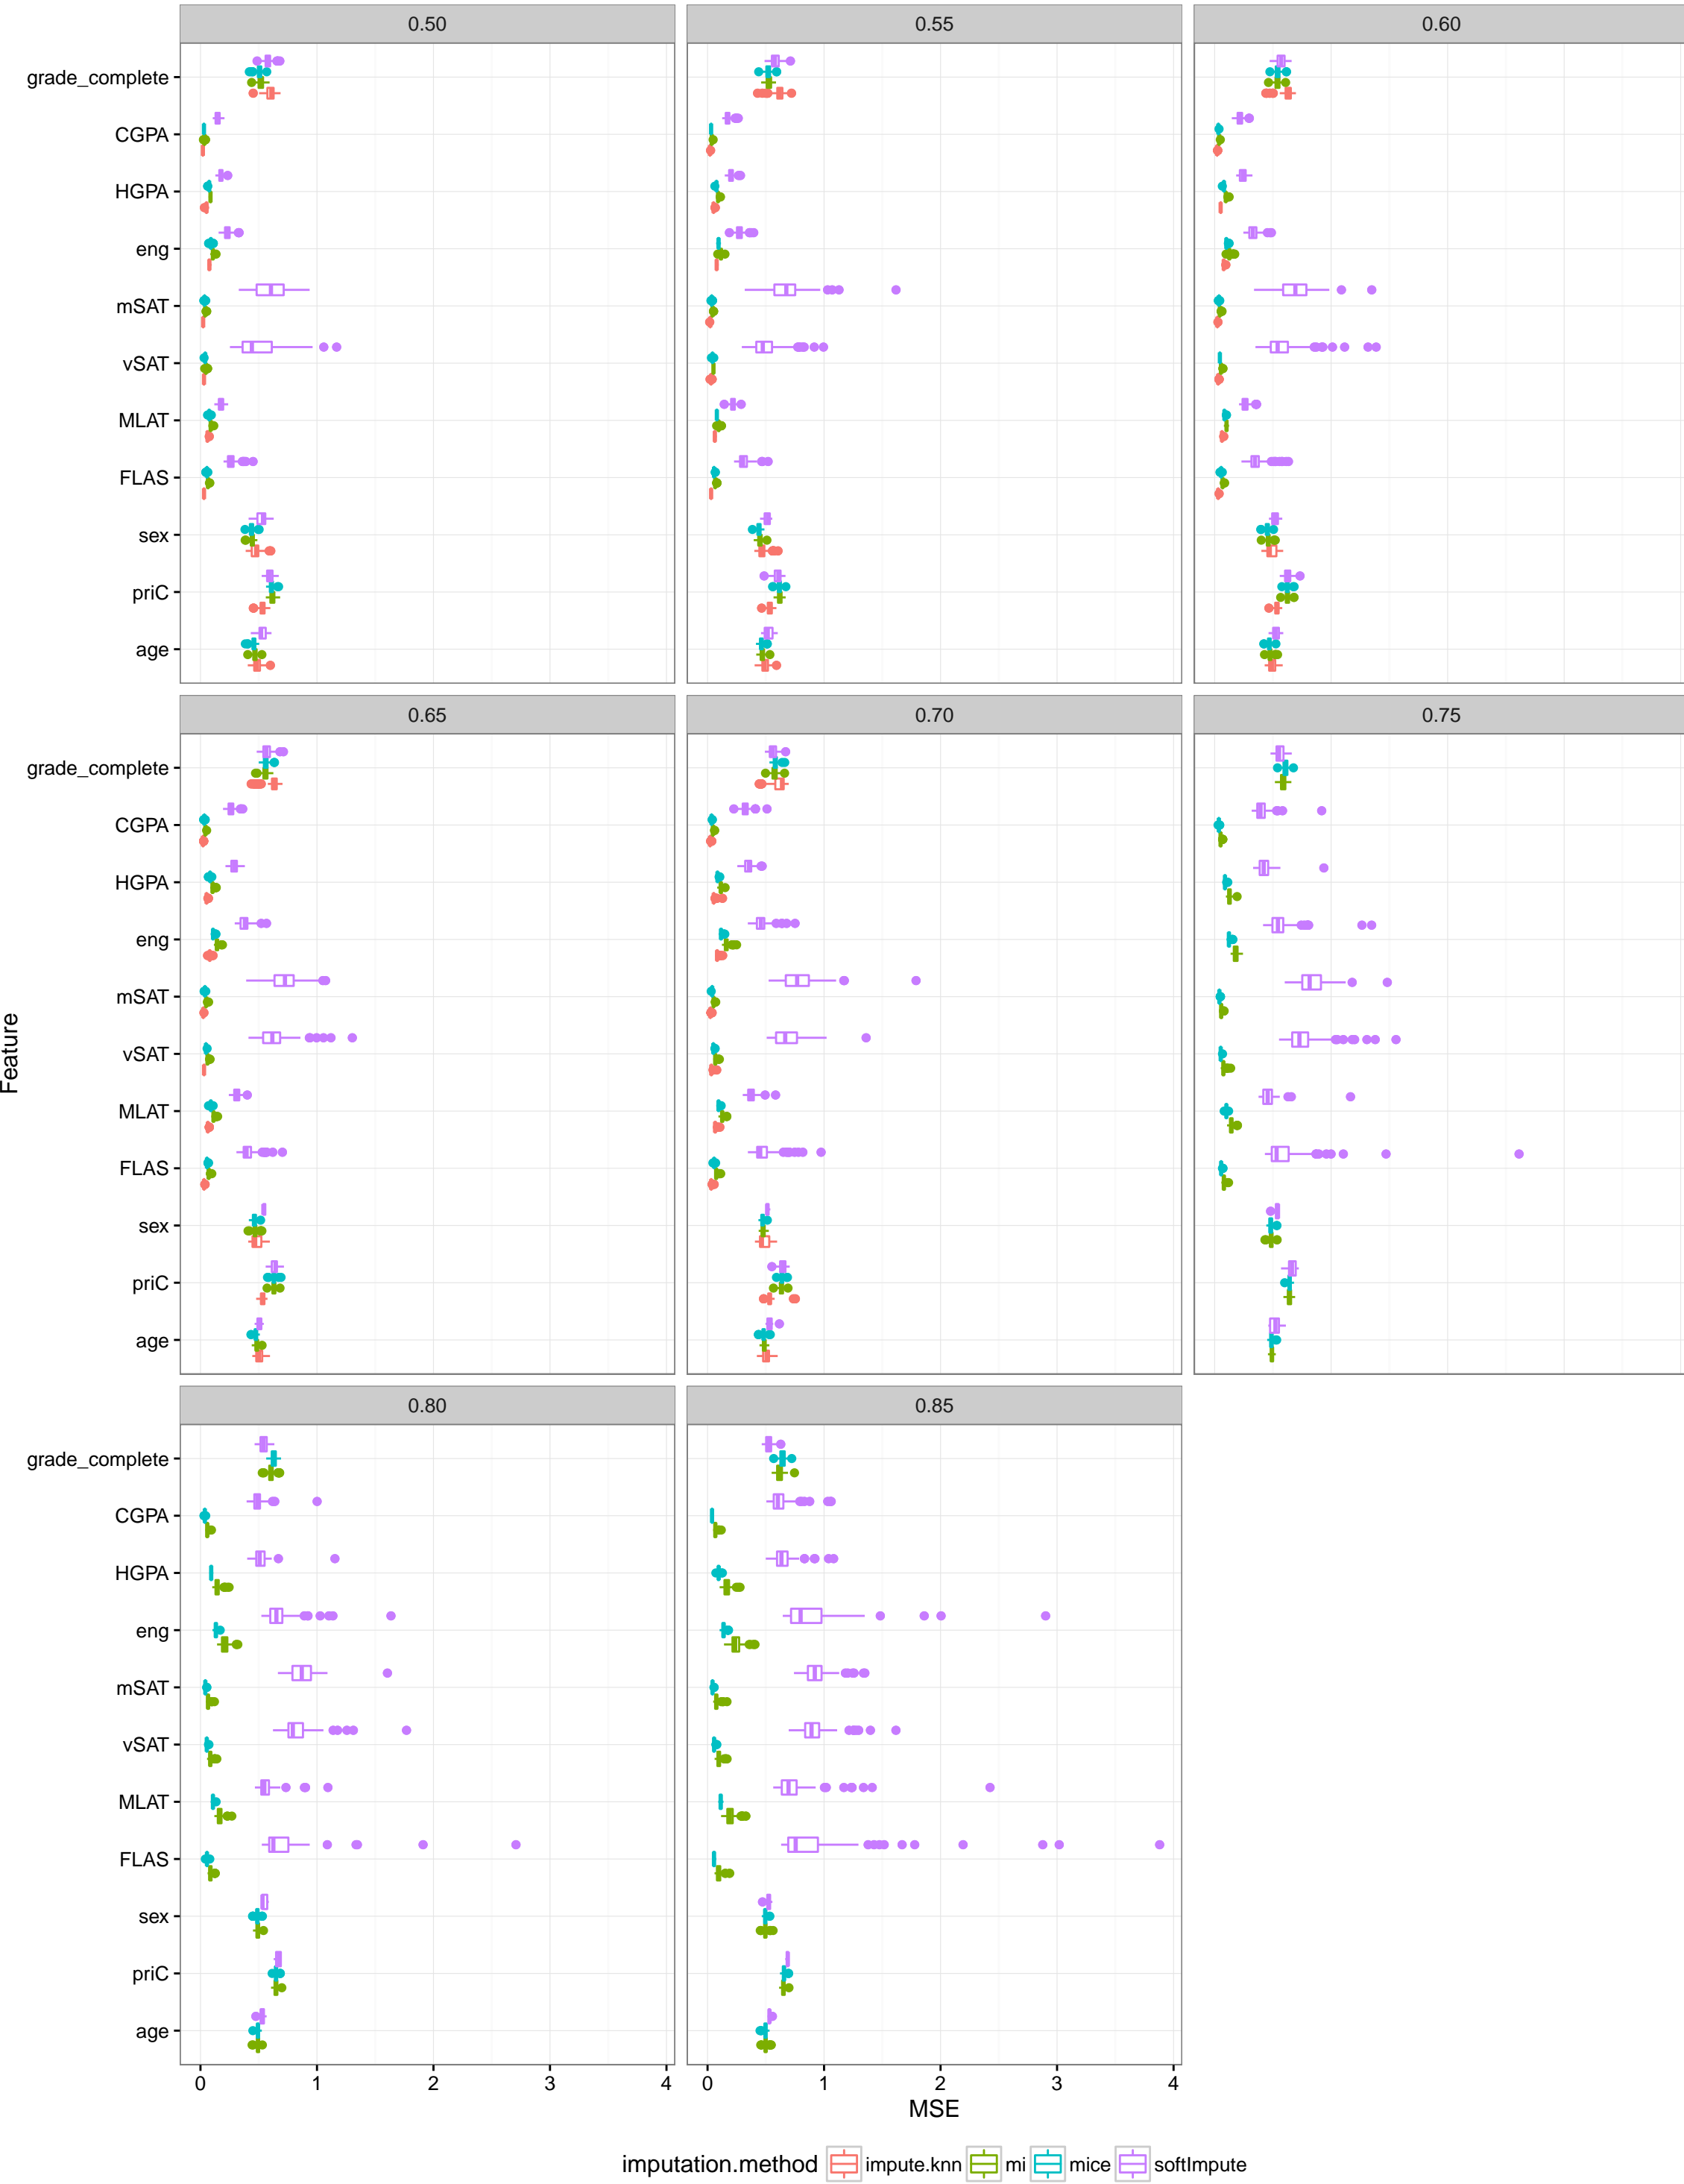 0.50 0.55 0.60
grade_complete
CGPA
HGPA
eng
mSAT
vSAT
MLAT
FLAS
sex
priC
age
0.65 0.70 0.75
grade_complete
CGPA
HGPA
eng
mSAT
vSAT
MLAT
FLAS
sex
priC
age
Feature
0.80 0.85
grade_complete
CGPA
HGPA
eng
mSAT
vSAT
MLAT
FLAS
sex
priC
age
0 1 2 3 4 0 1 2 3 4
MSE
imputation.method impute.knn mi mice softImpute